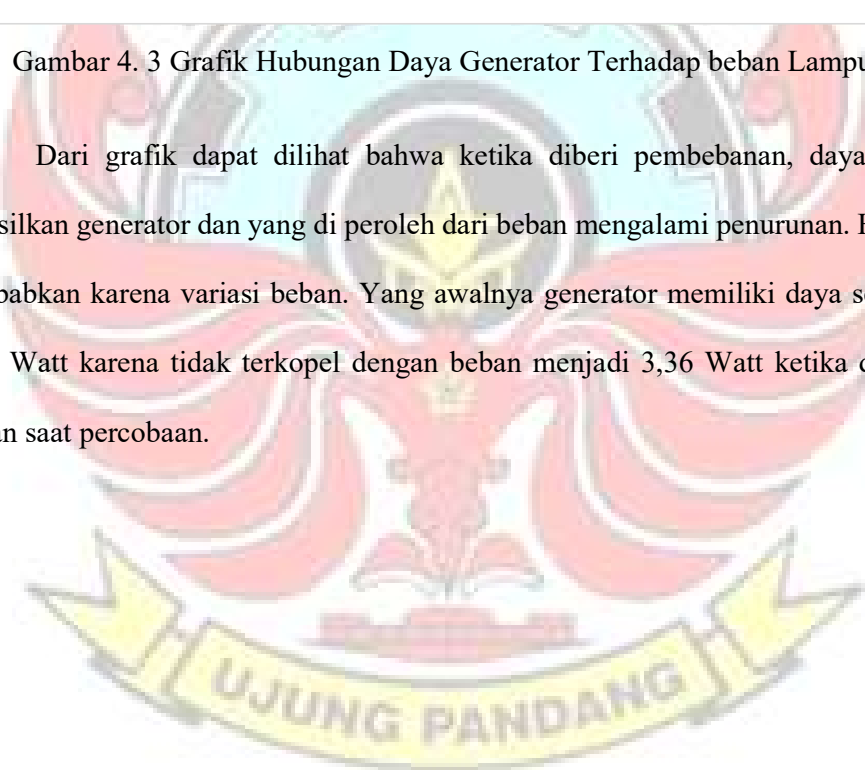 Gambar 4. 3 Grafik Hubungan Daya Generator Terhadap beban Lampu
Dari grafik dapat dilihat bahwa ketika diberi pembebanan, daya
silkan generator dan yang di peroleh dari beban mengalami penurunan.
babkan karena variasi beban. Yang awalnya generator memiliki daya
Watt karena tidak terkopel dengan beban menjadi 3,36 Watt ketika
n saat percobaan.
UJUNG PANDANG